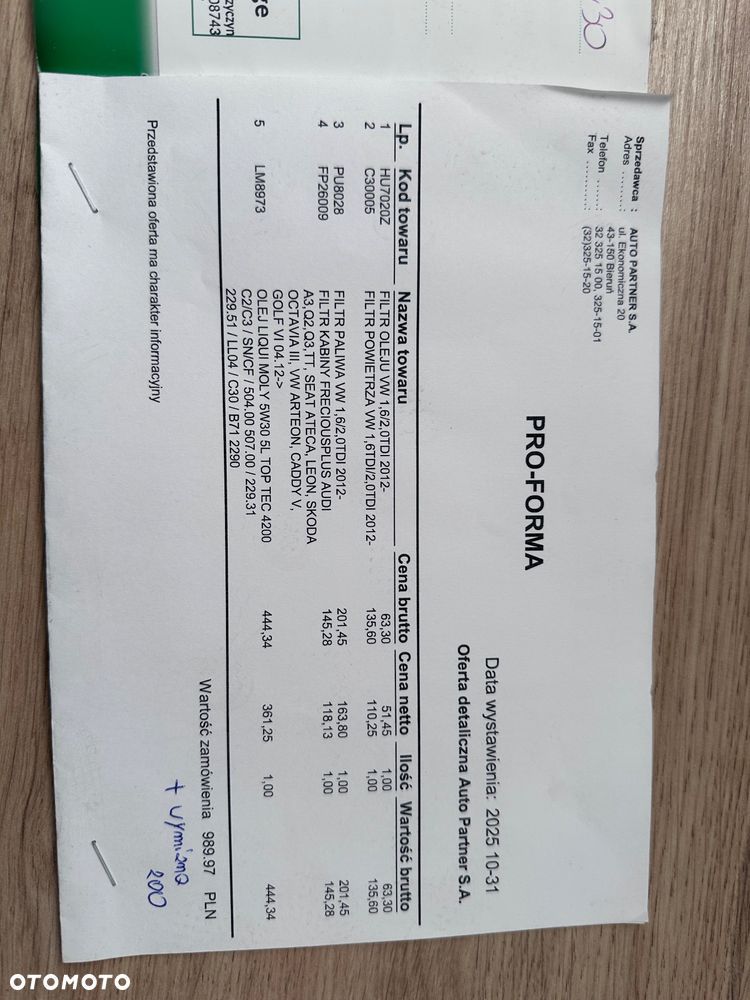 ge
zyczyn
08743
30
Sprzedawca : AUTO PARTNER S.A.
Adres ..........: ul. Ekonomiczna 20
43-150 Bieruń
Telefon .......: 32 325 15 00, 325-15-01
Fax ............: (32)325-15-20
PRO-FORMA
Data wystawienia: 2025 10-31
Oferta detaliczna Auto Partner S.A.
Lp. Kod towaru Nazwa towaru Cena brutto Cena netto Ilość Wartość brutto
1 HU7020Z FILTR OLEJU VW 1,6/2,0TDI 2012- 63,30 51,45 1,00 63,30
2 C30005 FILTR POWIETRZA VW 1,6TDI/2,0TDI 2012- 135,60 110,25 1,00 135,60
3 PU8028 FILTR PALIWA VW 1,6/2,0TDI 2012- 201,45 163,80 1,00 201,45
4 FP26009 FILTR KABINY FRECIOUSPLUS AUDI 145,28 118,13 1,00 145,28
A3,Q2,Q3,TT, SEAT ATECA, LEON, SKODA
OCTAVIA III, VW ARTEON, CADDY V,
GOLF VI 04.12->
5 LM8973 OLEJ LIQUI MOLY 5W30 5L TOP TEC 4200 444,34 361,25 1,00 444,34
C2/C3 / SN/CF / 504.00 507.00 / 229.31
229.51 / LL04 / C30 / B71 2290
Wartość zamówienia 989.97 PLN
+ wymiana
200
Przedstawiona oferta ma charakter informacyjny
OTOMOTO